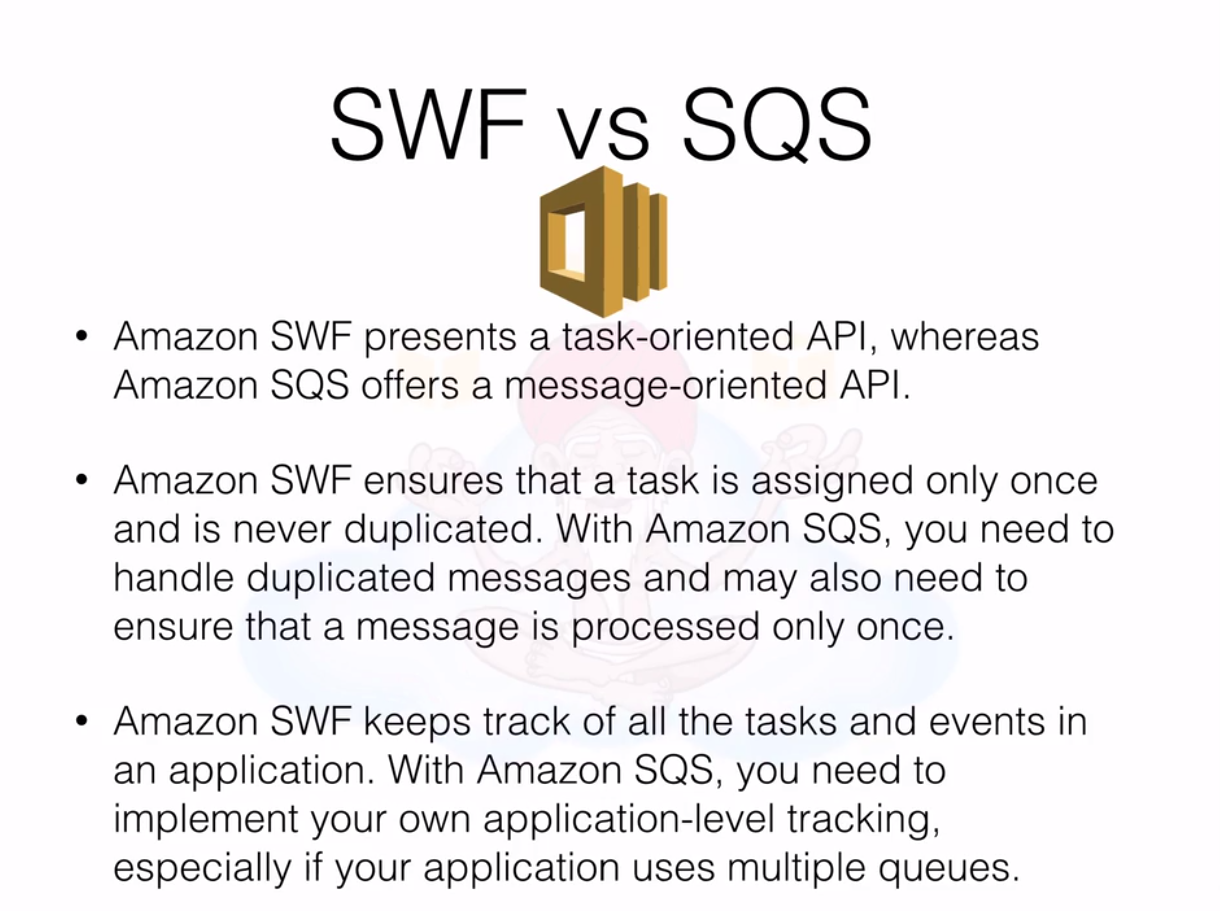 SWF vs SQS
• Amazon SWF presents a task-oriented API, whereas
Amazon SQS offers a message-oriented API.
• Amazon SWF ensures that a task is assigned only once
and is never duplicated. With Amazon SQS, you need to
handle duplicated messages and may also need to
ensure that a message is processed only once.
• Amazon SWF keeps track of all the tasks and events in
an application. With Amazon SQS, you need to
implement your own application-level tracking,
especially if your application uses multiple queues.